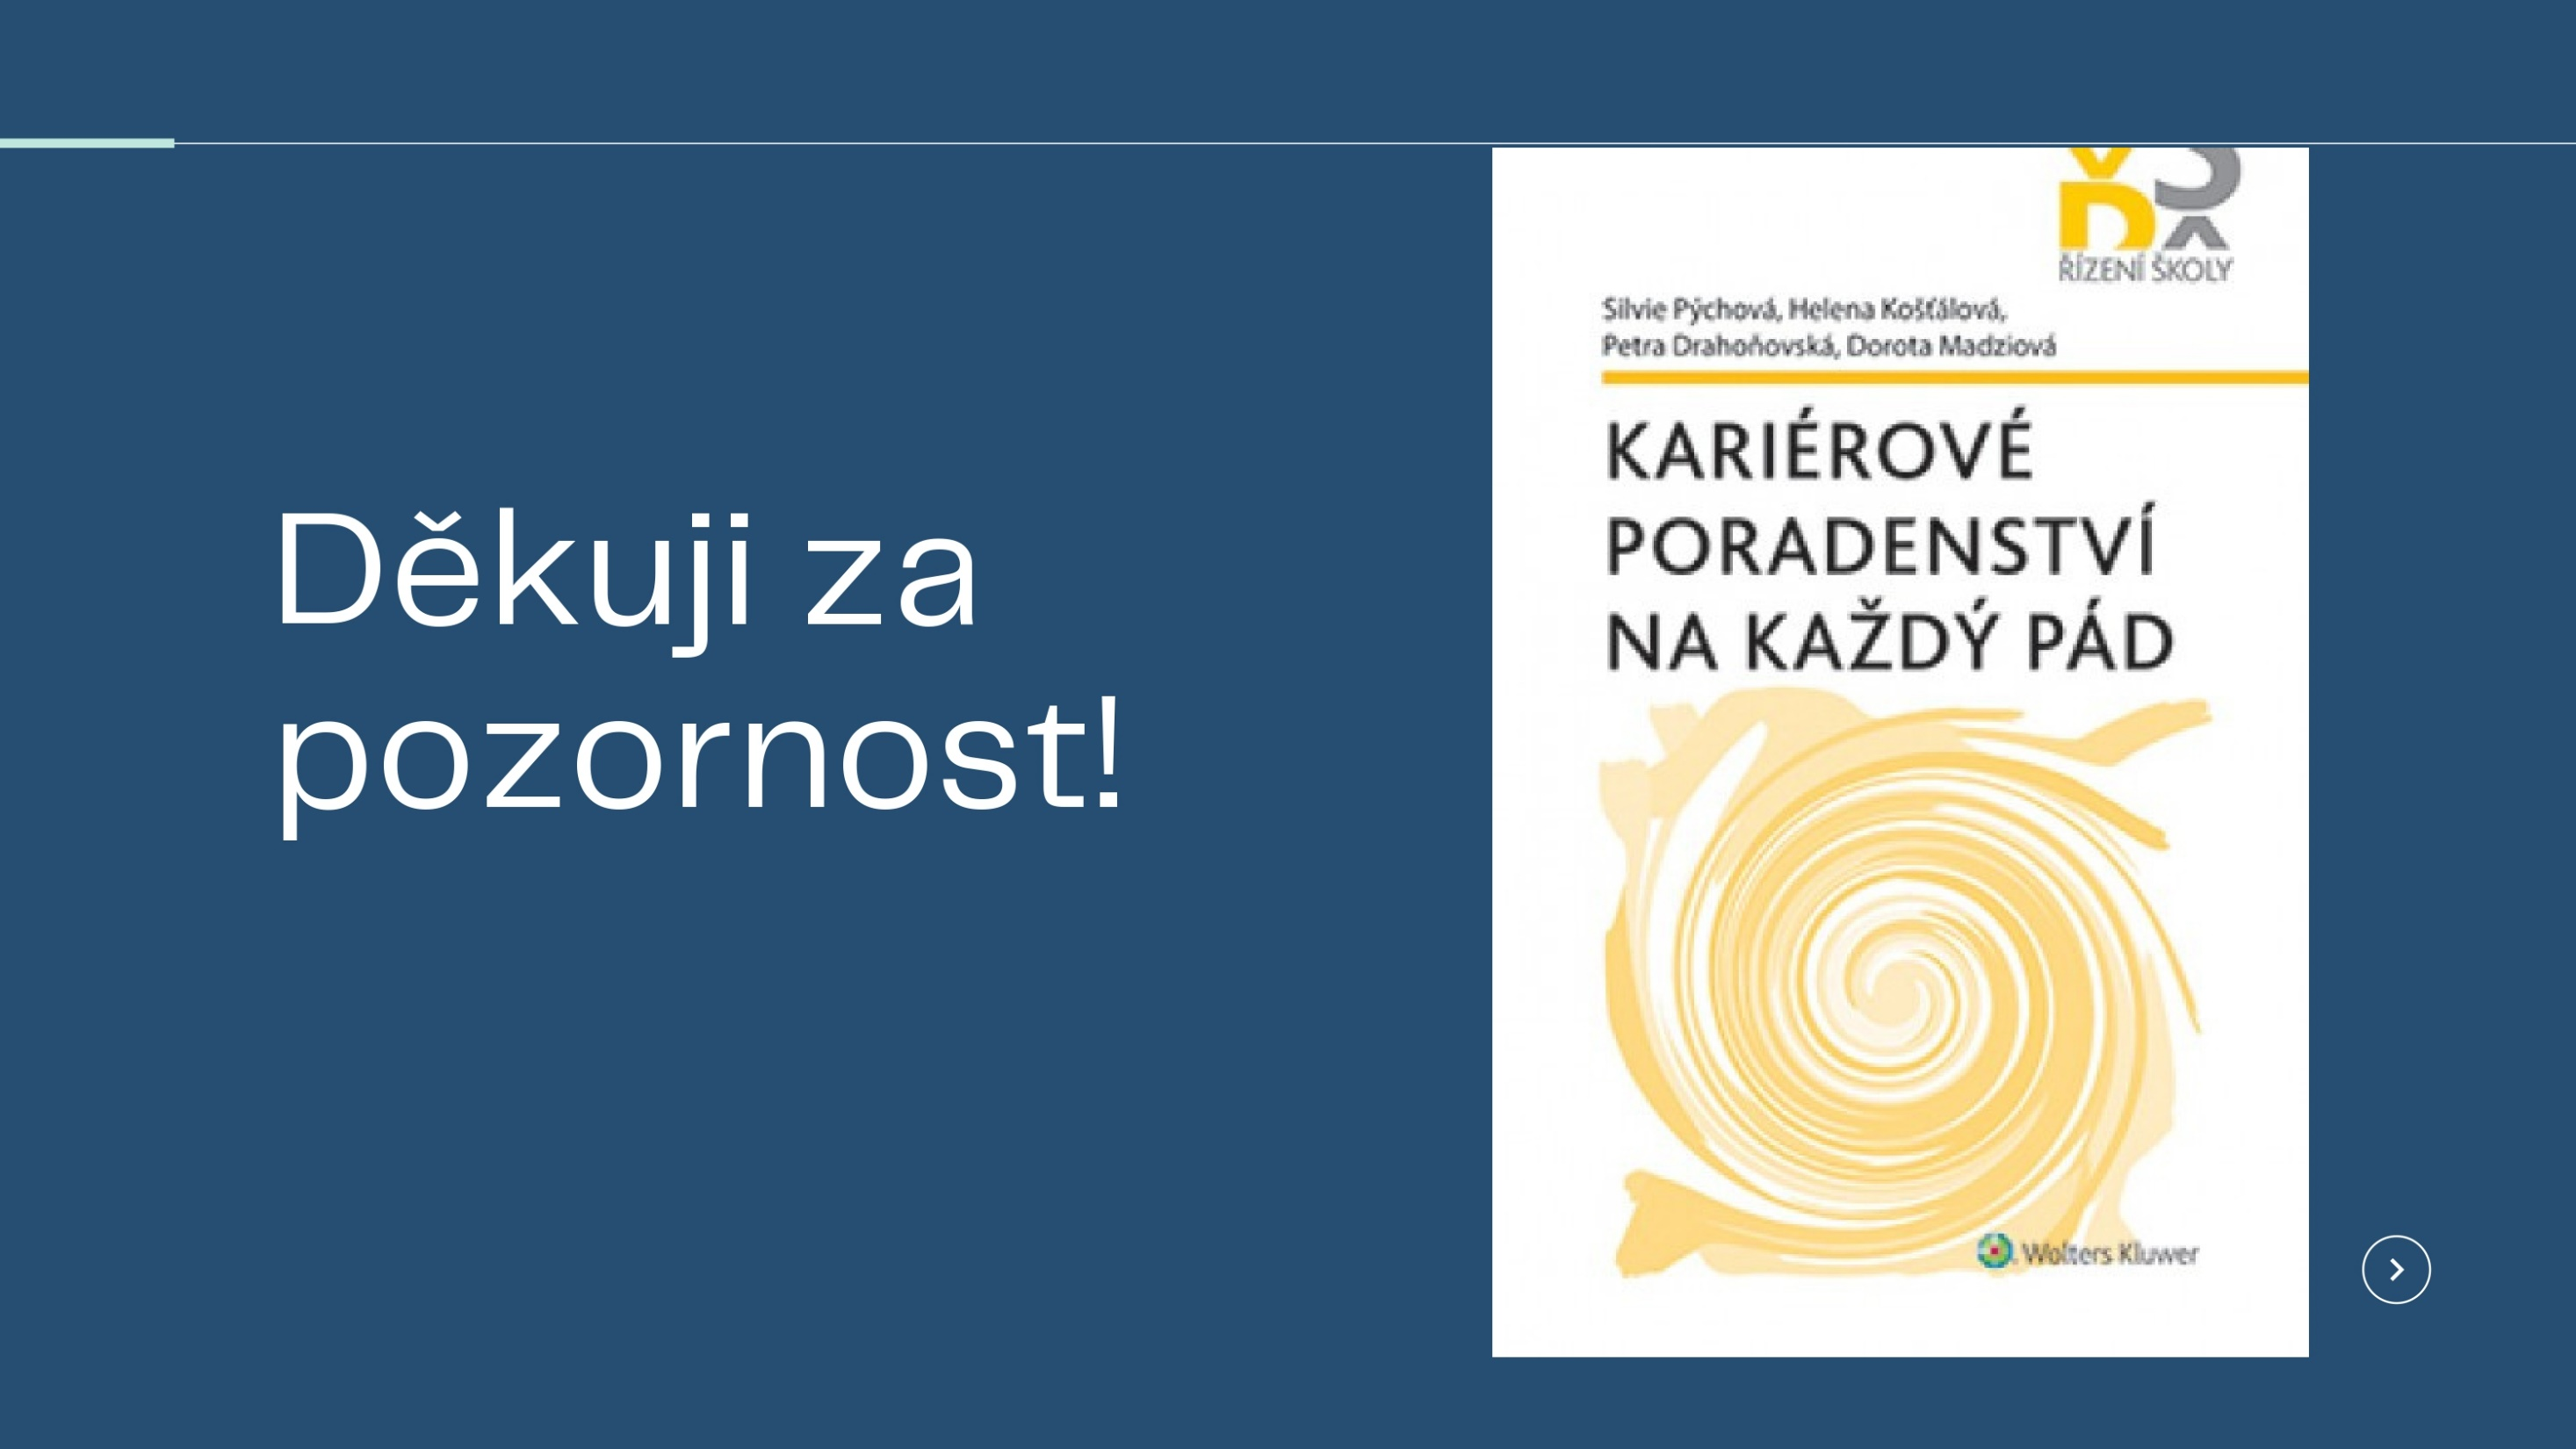 Děkuji za
pozornost!
ŘÍZENÍ ŠKOLY
Silvie Pýchová, Helena Košťálová,
Petra Drahoňovská, Dorota Madziová
KARIÉROVÉ
PORADENSTVÍ
NA KAŽDÝ PÁD
Wolters Kluwer